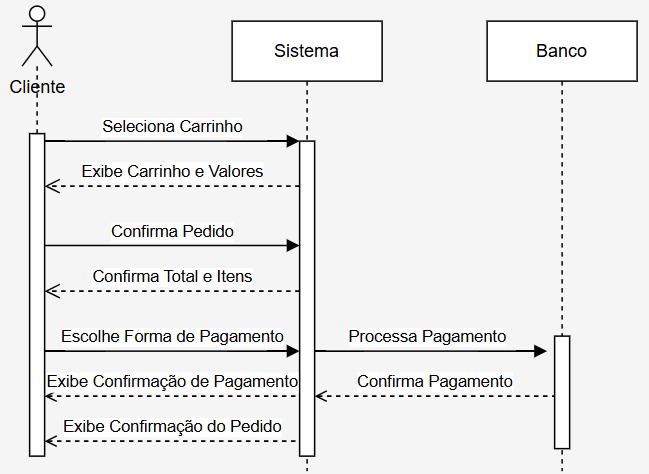 Cliente
Sistema
Banco
Seleciona Carrinho
Exibe Carrinho e Valores
Confirma Pedido
Confirma Total e Itens
Escolhe Forma de Pagamento
Processa Pagamento
Exibe Confirmação de Pagamento
Confirma Pagamento
Exibe Confirmação do Pedido